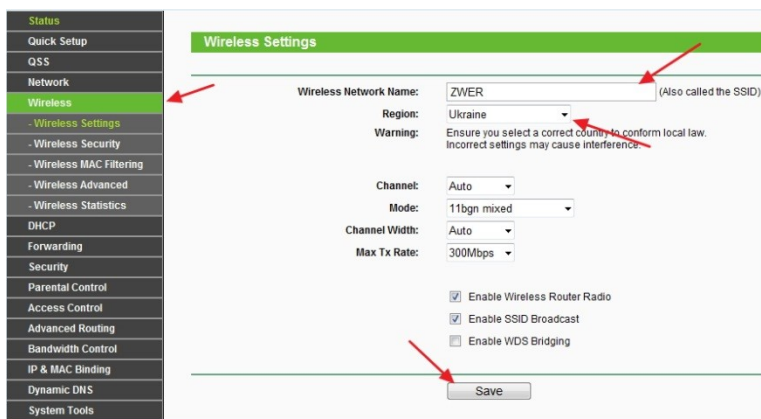 Status
Quick Setup
QSS
Network
Wireless
- Wireless Settings
- Wireless Security
- Wireless MAC Filtering
- Wireless Advanced
- Wireless Statistics
DHCP
Forwarding
Security
Parental Control
Access Control
Advanced Routing
Bandwidth Control
IP & MAC Binding
Dynamic DNS
System Tools
Wireless Settings
Wireless Network Name: ZWER (Also called the SSID)
Region: Ukraine
Warning: Ensure you select a correct country to conform local law.
Incorrect settings may cause interference.
Channel: Auto
Mode: 11bgn mixed
Channel Width: Auto
Max Tx Rate: 300Mbps
Enable Wireless Router Radio
Enable SSID Broadcast
Enable WDS Bridging
Save